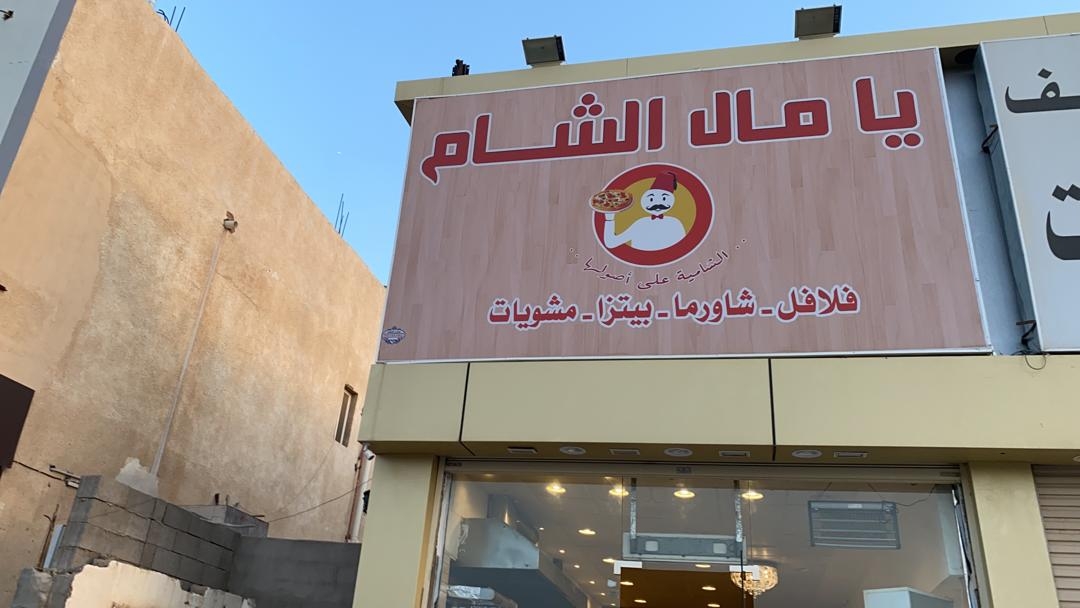 يا مال الشام
الشامية على أصولها
فلافل - شاورما - بيتزا - مشويات